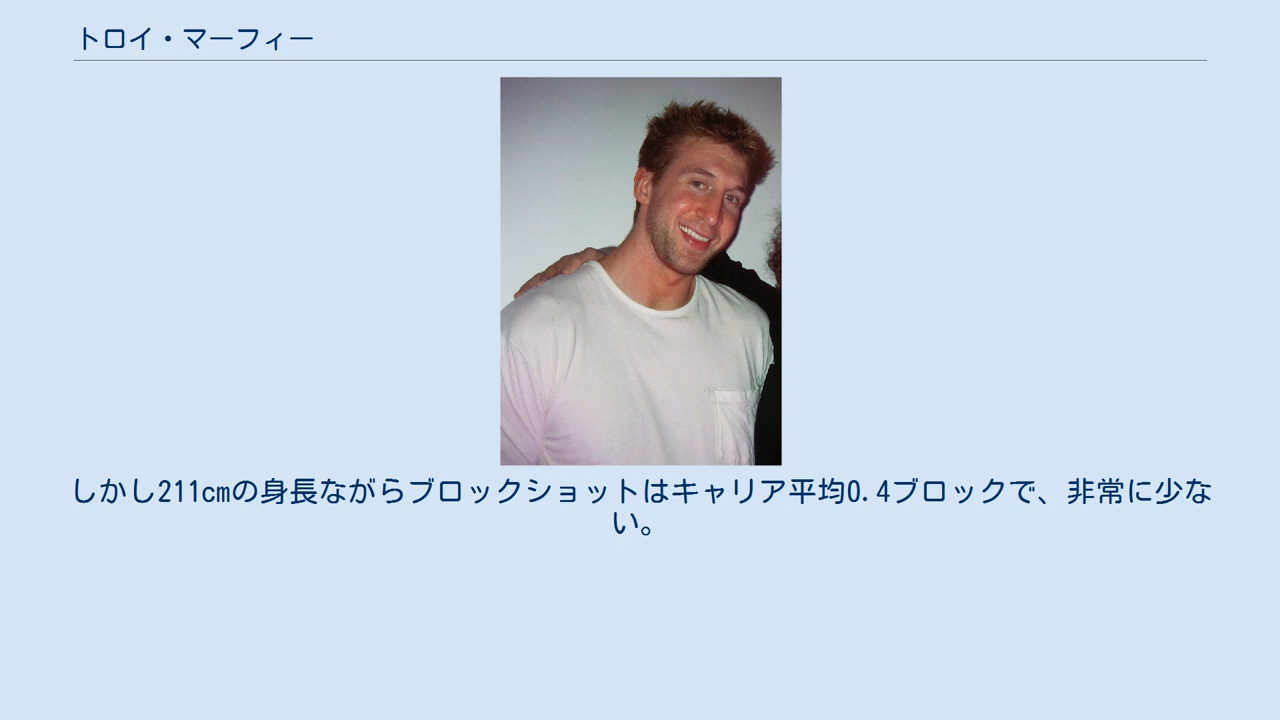 トロイ・マーフィー
しかし211cmの身長ながらブロックショットはキャリア平均0.4ブロックで、非常に少な
い。